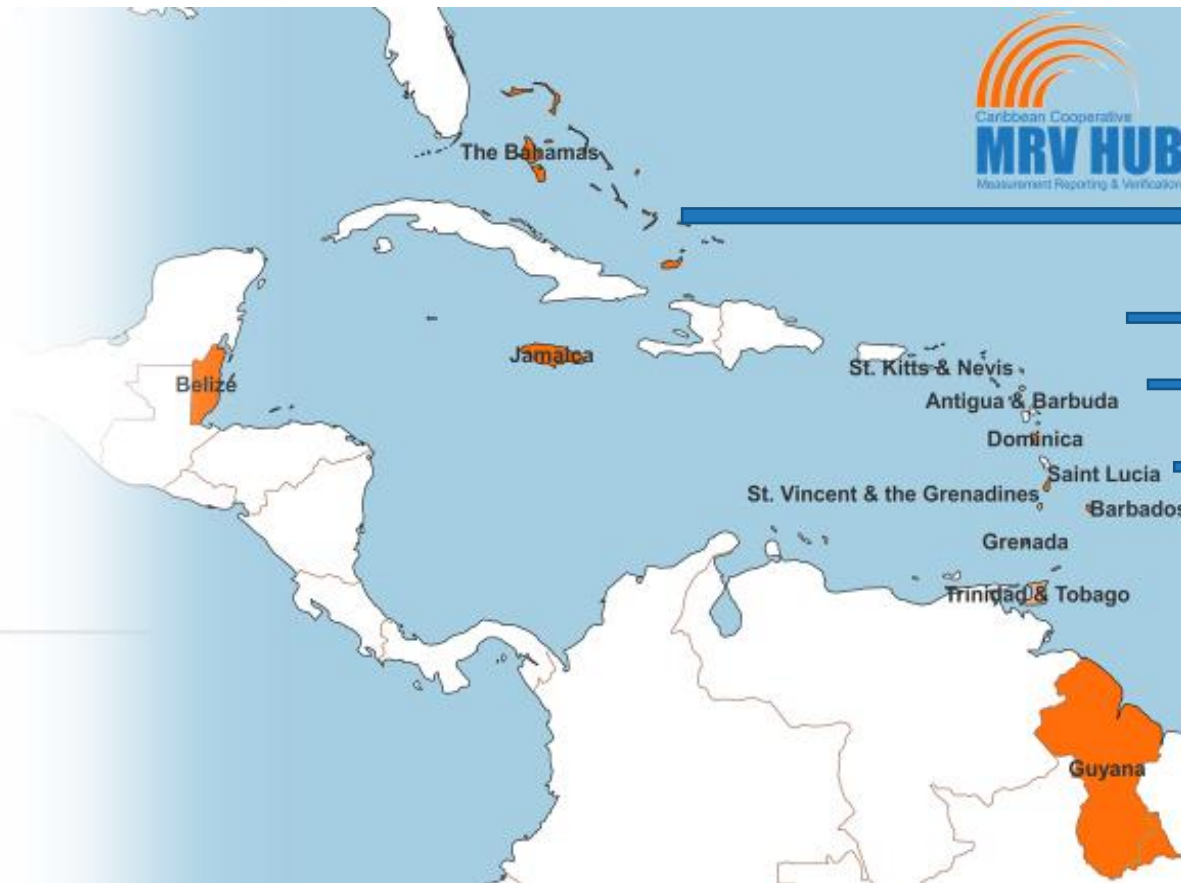 Caribbean Cooperative
MRV HUB
Measurement Reporting & Verification
The Bahamas
Jamaica
Belize
St. Kitts & Nevis
Antigua & Barbuda
Dominica
Saint Lucia
St. Vincent & the Grenadines
Barbados
Grenada
Trinidad & Tobago
Guyana